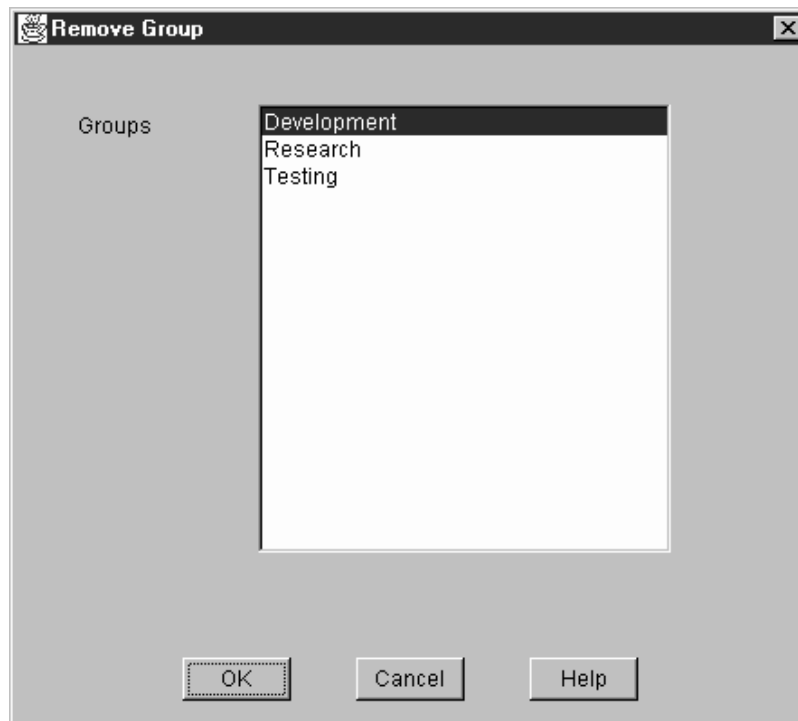 Remove Group
Groups
Development
Research
Testing
OK
Cancel
Help